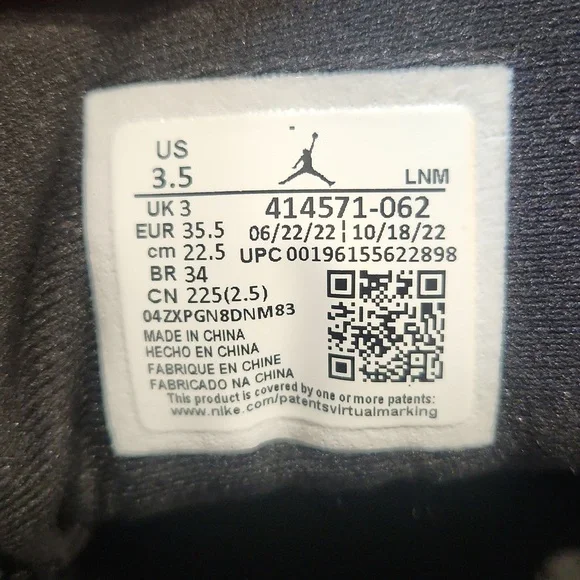 US
3.5
LNM
UK 3
414571-062
EUR 35.5
06/22/22 | 10/18/22
cm 22.5
UPC 00196155622898
BR 34
CN 225(2.5)
04ZXPGN8DNM83
MADE IN CHINA
HECHO EN CHINA
FABRIQUE EN CHINE
FABRICADO NA CHINA
This product is covered by one or more patents:
www.nike.com/patentsvirtualmarking